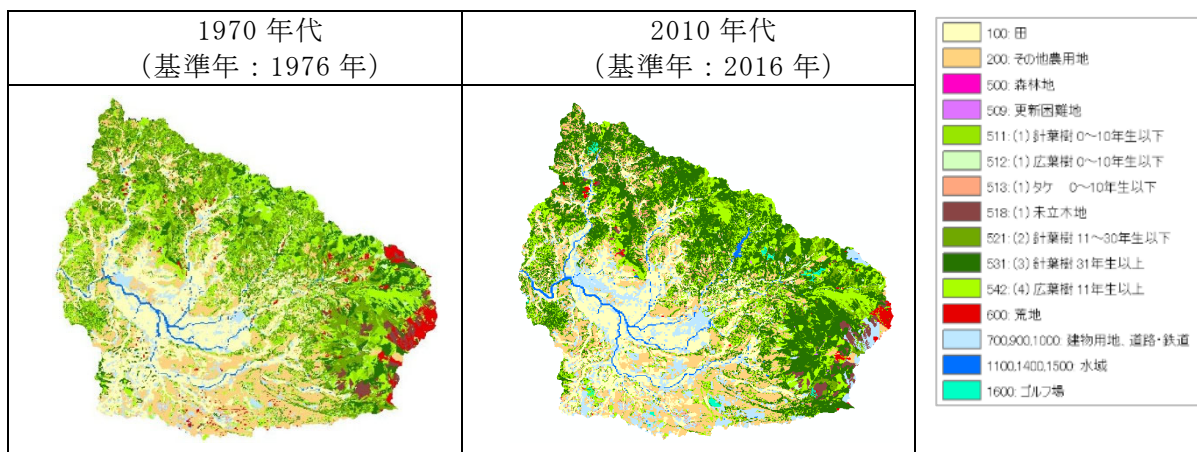 1970 年代
(基準年：1976 年)
2010 年代
(基準年：2016 年)
100: 田
200: その他農用地
500: 森林地
509: 更新困難地
511: (1) 針葉樹 0～10年生以下
512: (1) 広葉樹 0～10年生以下
513: (1) タケ 0～10年生以下
518: (1) 未立木地
521: (2) 針葉樹 11～30年生以下
531: (3) 針葉樹 31年生以上
542: (4) 広葉樹 11年生以上
600: 荒地
700,900,1000: 建物用地、道路・鉄道
1100,1400,1500 水域
1600: ゴルフ場